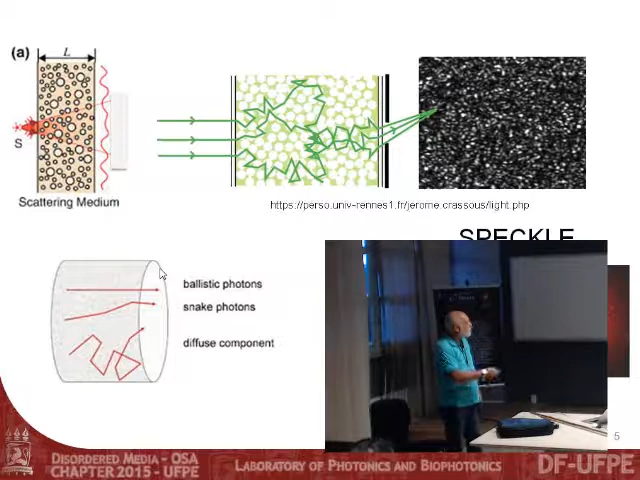 (a)
L
S
Scattering Medium
https://perso.univ-rennes1.fr/jerome.crassous/light.php
SPECKLE
ballistic photons
snake photons
diffuse component
5
DISORDERED MEDIA - OSA
CHAPTER 2015 - UFPE
LABORATORY OF PHOTONICS AND BIOPHOTONICS
DF-UFPE